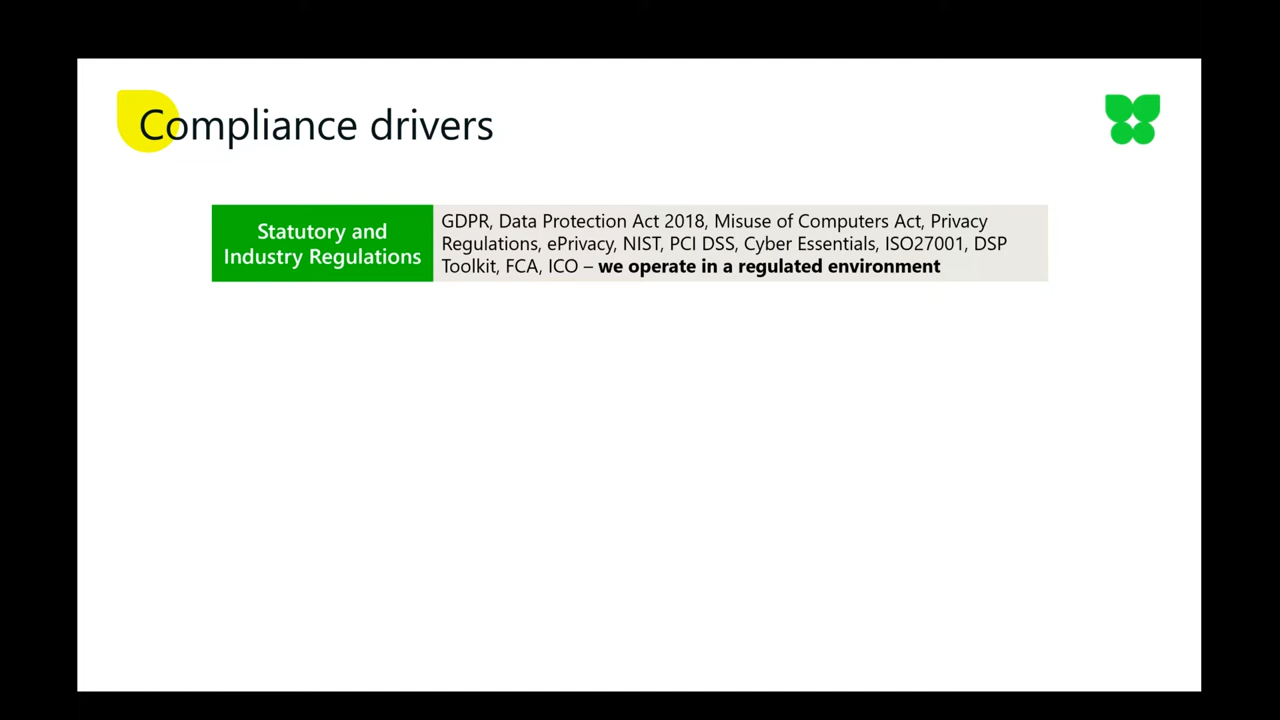 Compliance drivers
Statutory and
Industry Regulations
GDPR, Data Protection Act 2018, Misuse of Computers Act, Privacy
Regulations, ePrivacy, NIST, PCI DSS, Cyber Essentials, ISO27001, DSP
Toolkit, FCA, ICO – we operate in a regulated environment